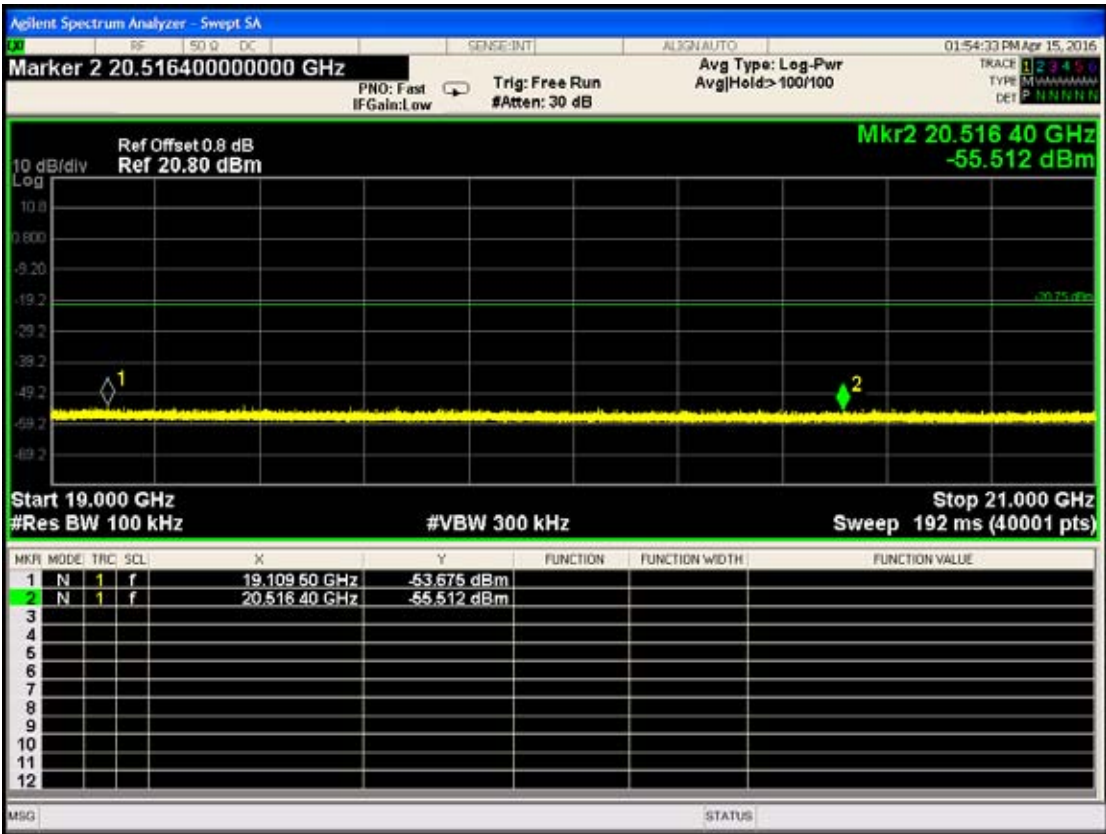 Agilent Spectrum Analyzer - Swept SA
LXI RF 50 Ω DC SENSE:INT ALIGN AUTO 01:54:33 PM Apr 15, 2016
Marker 2 20.516400000000 GHz
PNO: Fast
IFGain:Low
Trig: Free Run
#Atten: 30 dB
Avg Type: Log-Pwr
Avg|Hold:>100/100
TRACE 1 2 3 4 5 6
TYPE M
DET P N N N N N
Mkr2 20.516 40 GHz
-55.512 dBm
Ref Offset 0.8 dB
10 dB/div Ref 20.80 dBm
Log
10.8
0.800
-9.20
-19.2
-20.75 dBm
-29.2
-39.2
1
2
-49.2
-59.2
-69.2
Start 19.000 GHz Stop 21.000 GHz
#Res BW 100 kHz #VBW 300 kHz Sweep 192 ms (40001 pts)
MKR MODE TRC SCL X Y FUNCTION FUNCTION WIDTH FUNCTION VALUE
1 N 1 f 19.109 50 GHz -53.675 dBm
2 N 1 f 20.516 40 GHz -55.512 dBm
3
4
5
6
7
8
9
10
11
12
MSG STATUS